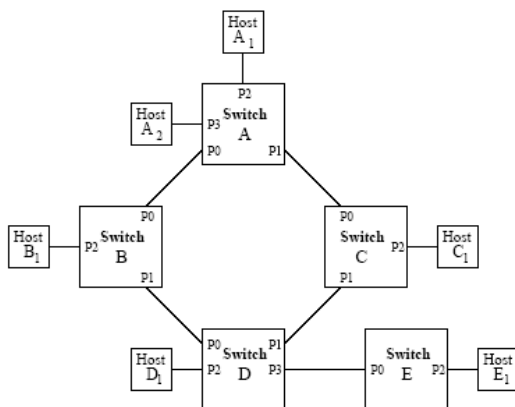 Host
A1
P2
Host
A2
P3
Switch
A
P0
P1
Host
B1
P0
P2
Switch
B
P1
P0
Switch
C
P2
P1
Host
C1
Host
D1
P0
P1
P2
Switch
D
P3
Switch
P0
E
P2
Host
E1